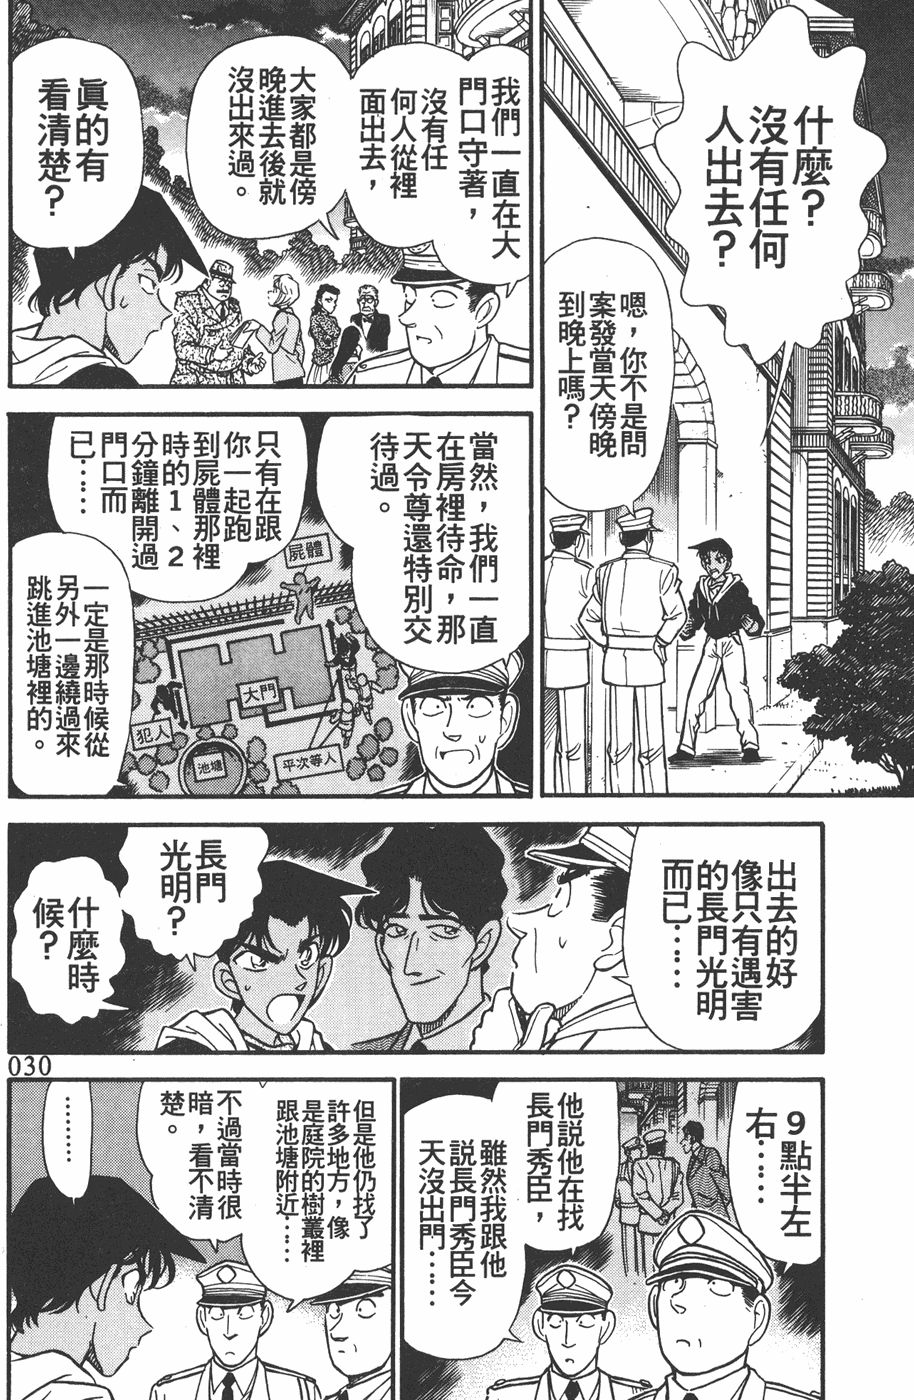 什麼？
沒有任何
人出去？
嗯，你不是問
案發當天傍晚
到晚上嗎？
我們一直在大
門口守著，
沒有任
何人從裡
面出去，
大家都是傍
晚進去後就
沒出來過。
真的有
看清楚？
當然，我們一直
在房裡待命，那
天令尊還特別交
待過。
只有在跟
你一起跑
到屍體那裡
時的1、2
分鐘離開過
門口而
已……
屍體
大門
犯人
池塘
平次等人
一定是那時候從
另外一邊繞過來
跳進池塘裡的。
出去的好
像只有遇害
的長門光明
而已……
長門
光明？
什麼時
候？
030
9點半左
右……
他說他在找
長門秀臣，
雖然我跟他
說長門秀臣今
天沒出門……
但是他仍找了
許多地方，像
是庭院的樹叢裡
跟池塘附近……
不過當時很
暗，看不清
楚。
………